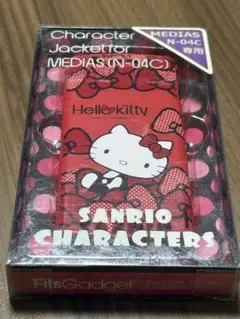 Character
Jacket for
MEDIAS(N-04C)
MEDIAS
N-04C
専用
Hello Kitty
SANRIO
CHARACTERS
FitsGadget